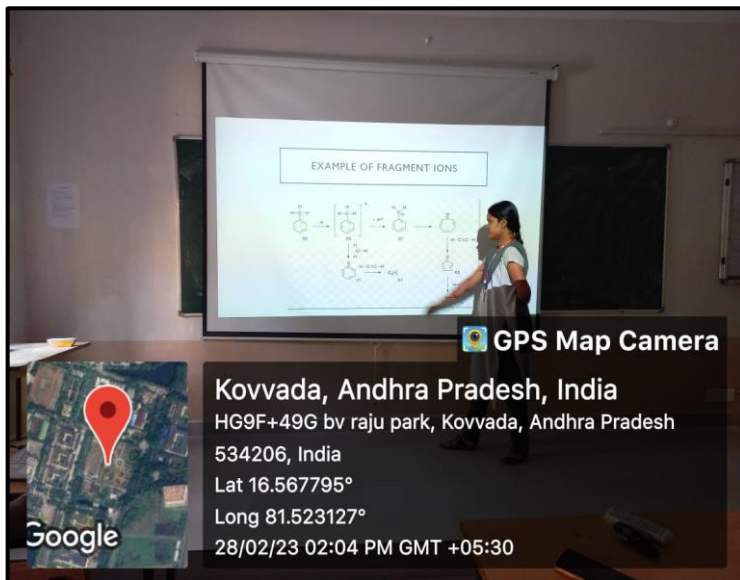 EXAMPLE OF FRAGMENT IONS
GPS Map Camera
Kovvada, Andhra Pradesh, India
HG9F+49G bv raju park, Kovvada, Andhra Pradesh
534206, India
Lat 16.567795°
Long 81.523127°
28/02/23 02:04 PM GMT +05:30
Google